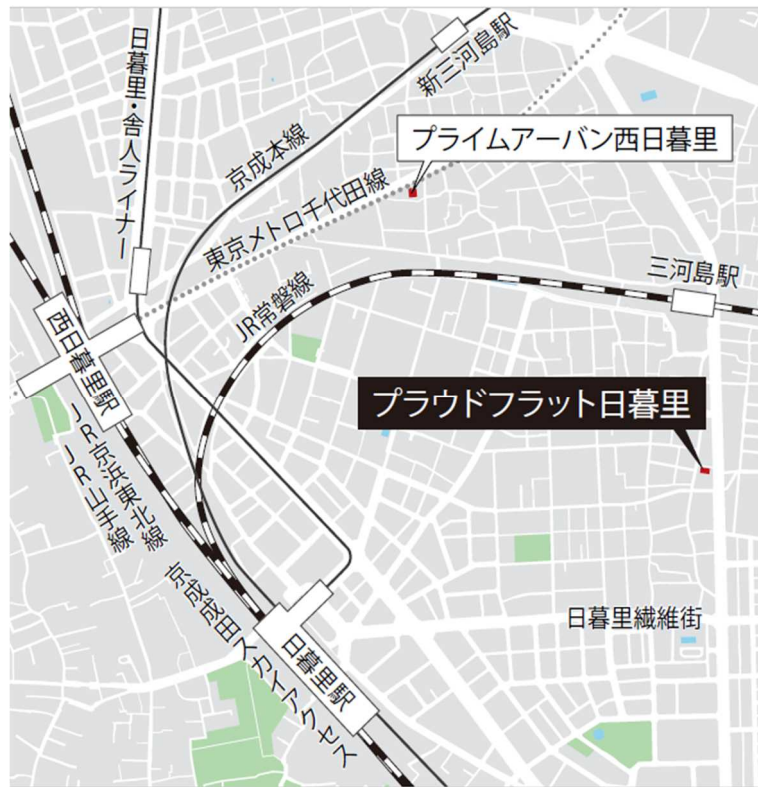 日暮里・舎人ライナー
新三河島駅
京成本線
プライムアーバン西日暮里
東京メトロ千代田線
三河島駅
JR常磐線
西日暮里駅
プラウドフラット日暮里
JR京浜東北線
JR山手線
京成成田スカイアクセス
日暮里繊維街
日暮里駅